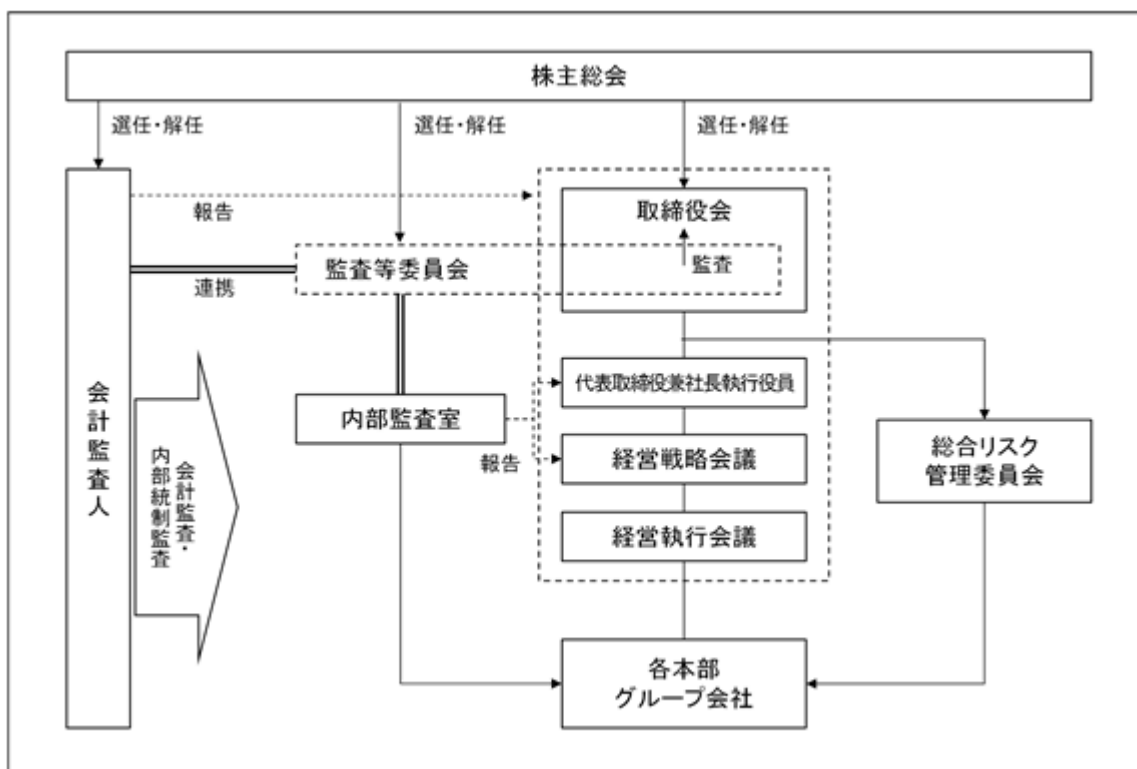 株主総会
選任・解任
選任・解任
選任・解任
報告
取締役会
監査等委員会
監査
連携
代表取締役兼社長執行役員
会計監査人
内部監査室
報告
経営戦略会議
総合リスク
管理委員会
会計監査・
内部統制監査
経営執行会議
各本部
グループ会社